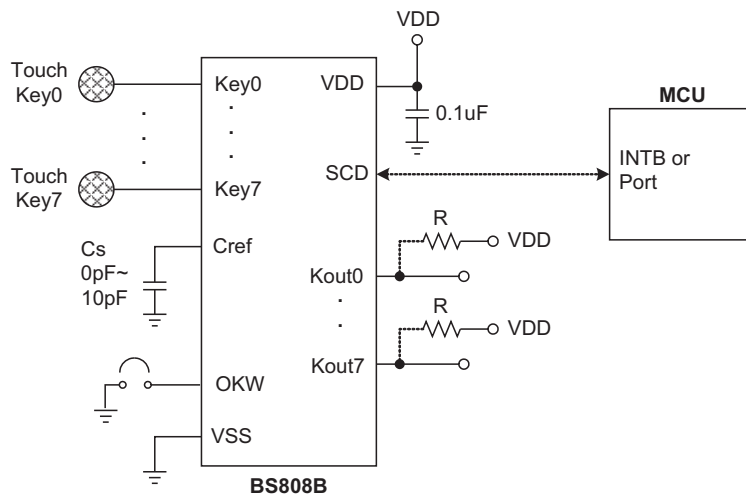 VDD
Touch
Key0
Key0
VDD
MCU
0.1uF
.
.
.
.
.
.
INTB or
Port
SCD
Touch
Key7
Key7
R
VDD
Cref
Cs
0pF~
10pF
Kout0
.
.
R
VDD
Kout7
OKW
VSS
BS808B